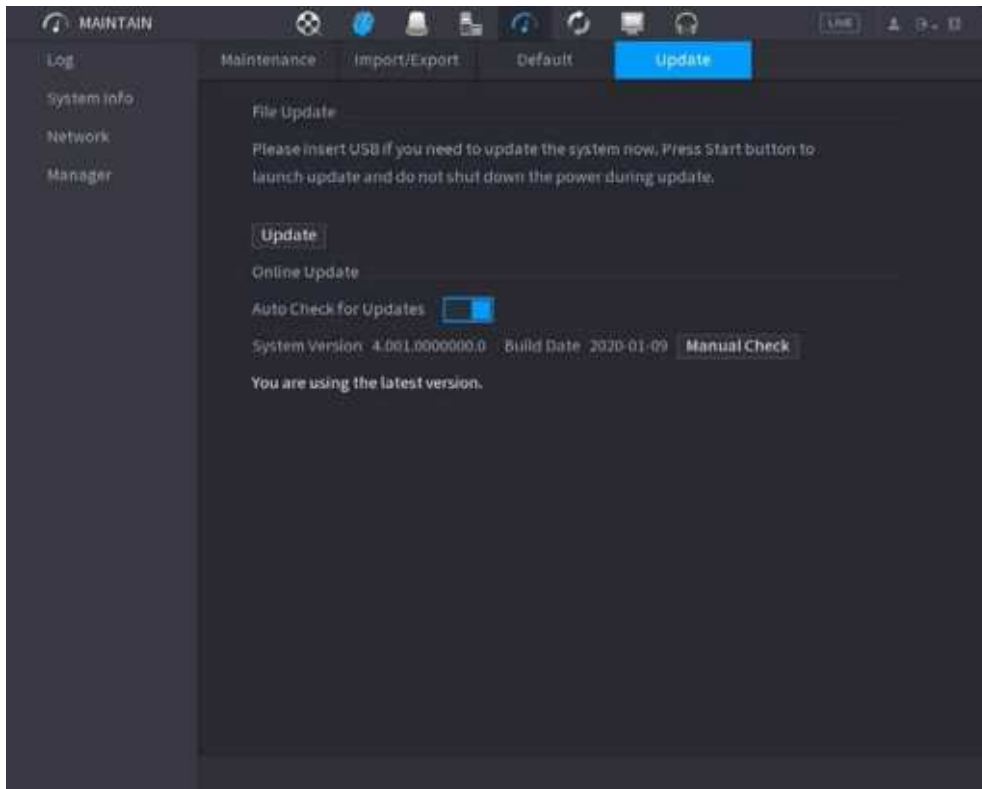 MAINTAIN
LIVE
Log
System Info
Network
Manager
Maintenance
Import/Export
Default
Update
File Update
Please insert USB if you need to update the system now. Press Start button to
launch update and do not shut down the power during update.
Update
Online Update
Auto Check for Updates
System Version 4.001.0000000.0 Build Date 2020-01-09 Manual Check
You are using the latest version.